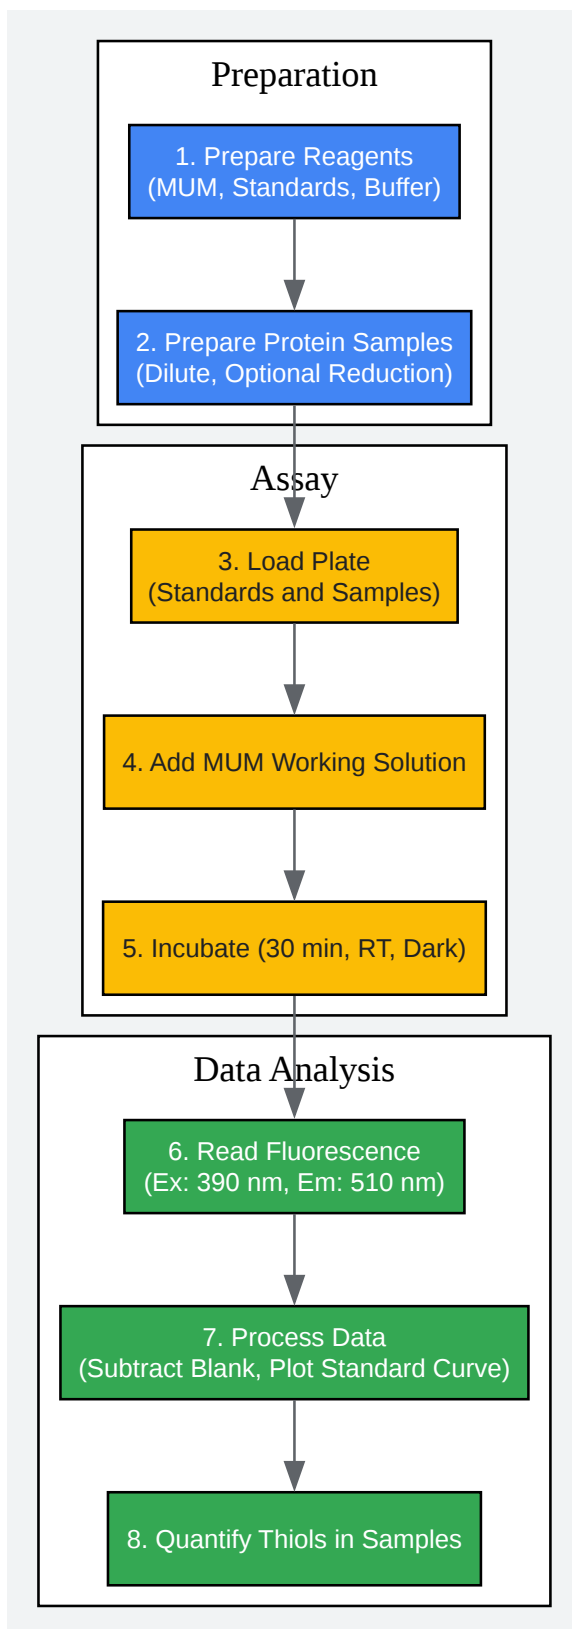 Preparation
1. Prepare Reagents
(MUM, Standards, Buffer)
2. Prepare Protein Samples
(Dilute, Optional Reduction)
Assay
3. Load Plate
(Standards and Samples)
4. Add MUM Working Solution
5. Incubate (30 min, RT, Dark)
Data Analysis
6. Read Fluorescence
(Ex: 390 nm, Em: 510 nm)
7. Process Data
(Subtract Blank, Plot Standard Curve)
8. Quantify Thiols in Samples